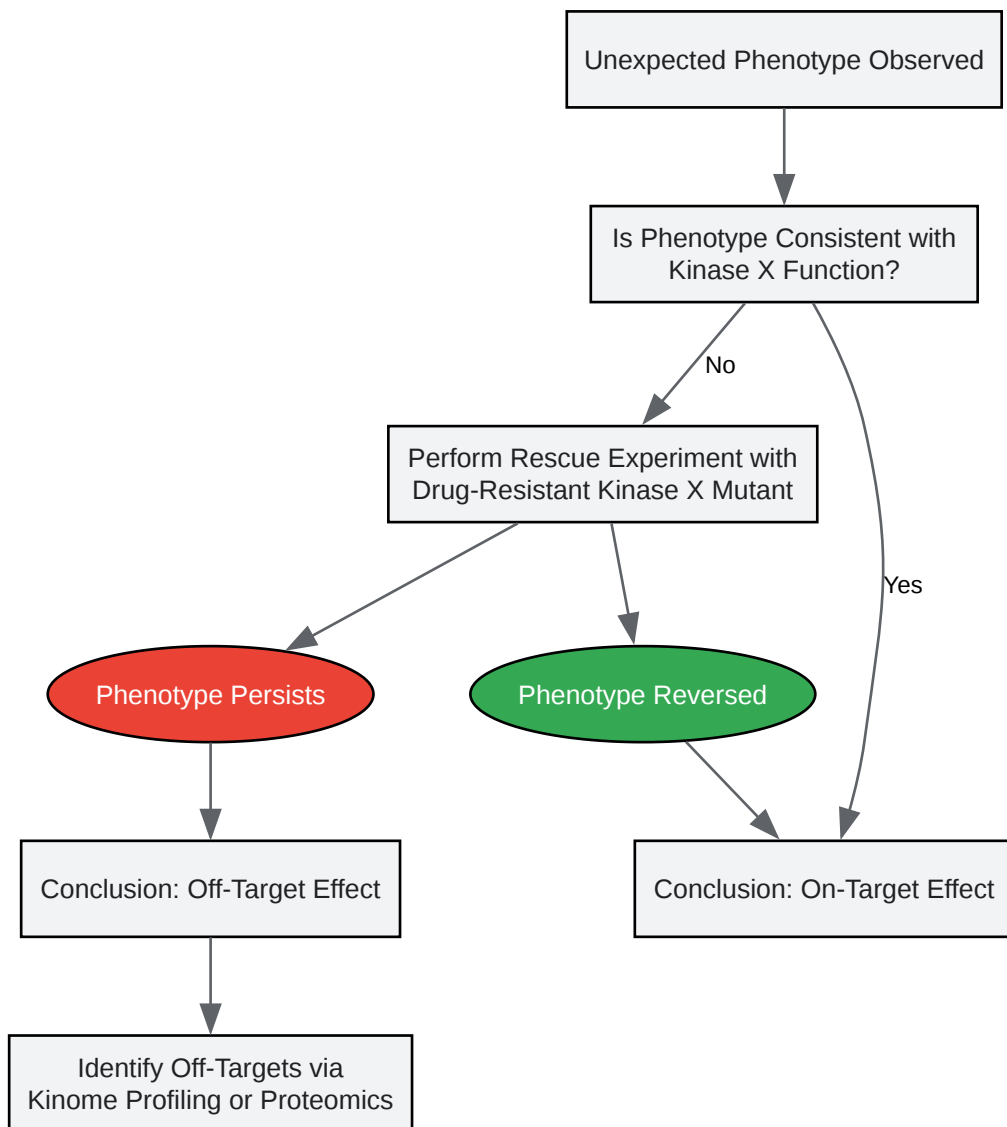 Unexpected Phenotype Observed
Is Phenotype Consistent with
Kinase X Function?
No
Perform Rescue Experiment with
Drug-Resistant Kinase X Mutant
Yes
Phenotype Persists
Phenotype Reversed
Conclusion: Off-Target Effect
Conclusion: On-Target Effect
Identify Off-Targets via
Kinome Profiling or Proteomics